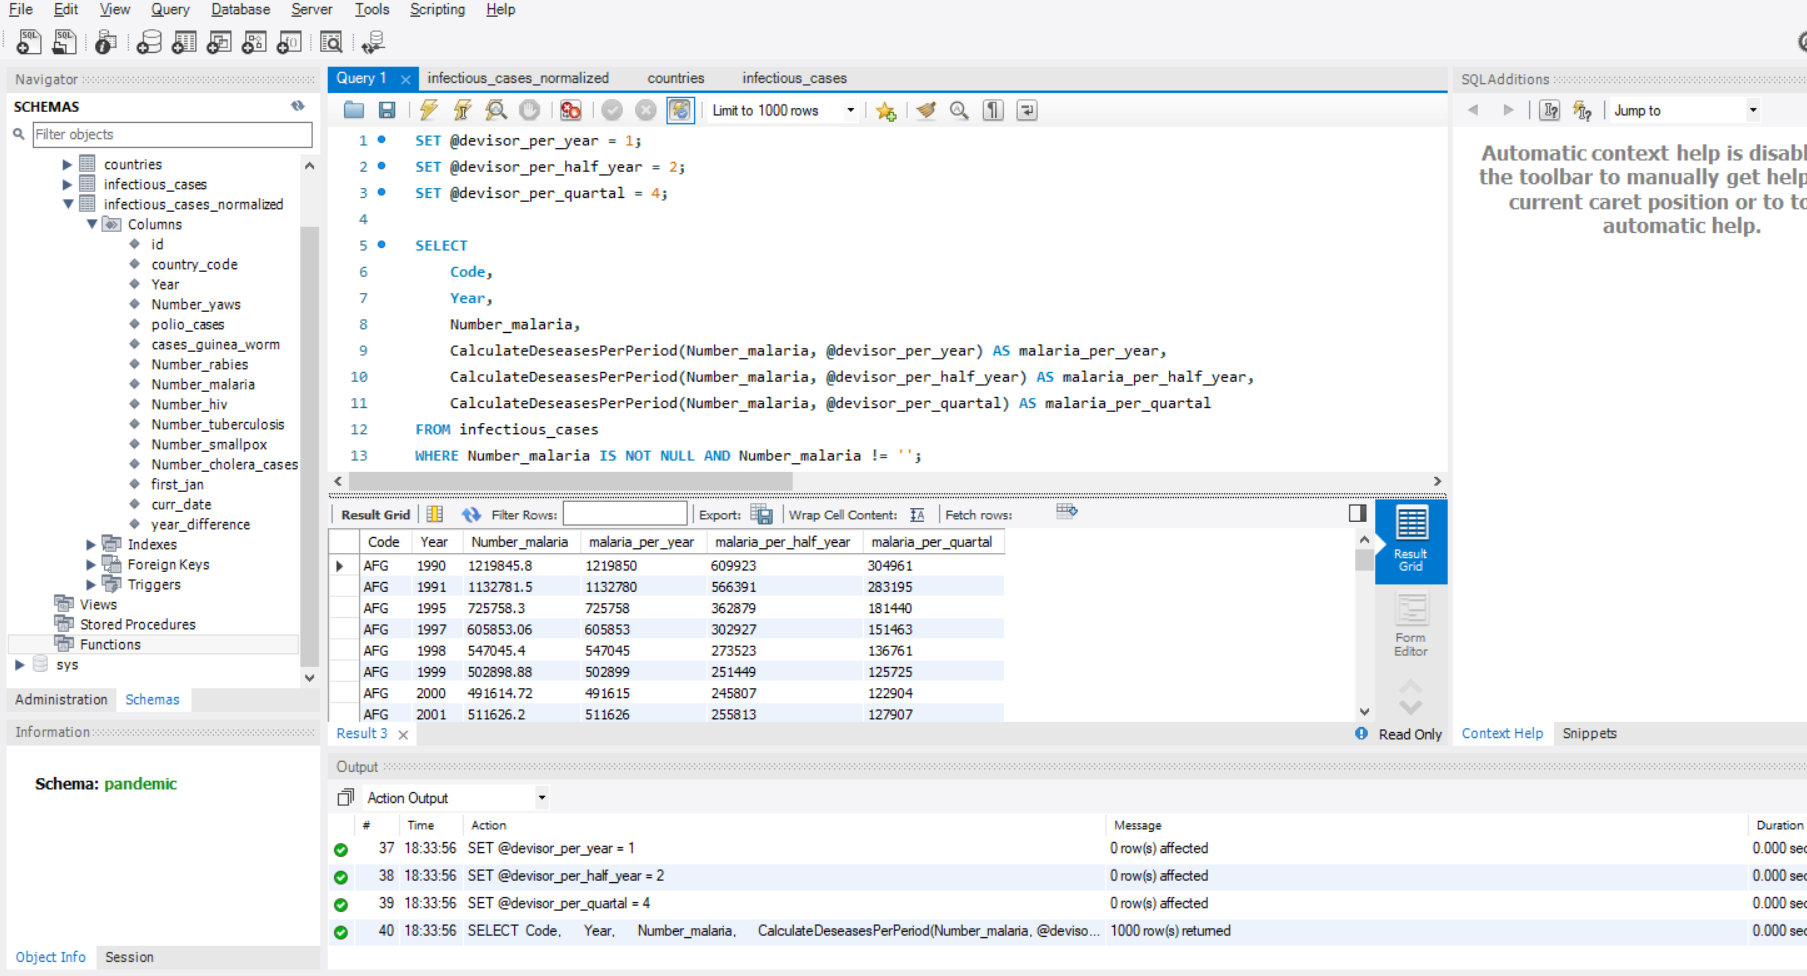 File Edit View Query Database Server Tools Scripting Help
Navigator
SCHEMAS
Filter objects
countries
infectious_cases
infectious_cases_normalized
Columns
id
country_code
Year
Number_yaws
polio_cases
cases_guinea_worm
Number_rabies
Number_malaria
Number_hiv
Number_tuberculosis
Number_smallpox
Number_cholera_cases
first_jan
curr_date
year_difference
Indexes
Foreign Keys
Triggers
Views
Stored Procedures
Functions
sys
Administration Schemas
Information
Schema: pandemic
Object Info Session
Query 1 infectious_cases_normalized countries infectious_cases
Limit to 1000 rows
1 SET @devisor_per_year = 1;
2 SET @devisor_per_half_year = 2;
3 SET @devisor_per_quartal = 4;
4
5 SELECT
6 Code,
7 Year,
8 Number_malaria,
9 CalculateDeseasesPerPeriod(Number_malaria, @devisor_per_year) AS malaria_per_year,
10 CalculateDeseasesPerPeriod(Number_malaria, @devisor_per_half_year) AS malaria_per_half_year,
11 CalculateDeseasesPerPeriod(Number_malaria, @devisor_per_quartal) AS malaria_per_quartal
12 FROM infectious_cases
13 WHERE Number_malaria IS NOT NULL AND Number_malaria != '';
Result Grid Filter Rows: Export: Wrap Cell Content: Fetch rows:
Code Year Number_malaria malaria_per_year malaria_per_half_year malaria_per_quartal
AFG 1990 1219845.8 1219850 609923 304961
AFG 1991 1132781.5 1132780 566391 283195
AFG 1995 725758.3 725758 362879 181440
AFG 1997 605853.06 605853 302927 151463
AFG 1998 547045.4 547045 273523 136761
AFG 1999 502898.88 502899 251449 125725
AFG 2000 491614.72 491615 245807 122904
AFG 2001 511626.2 511626 255813 127907
Result Grid
Form Editor
Result 3 Read Only
SQLAdditions
Jump to
Automatic context help is disabl
the toolbar to manually get help
current caret position or to to
automatic help.
Context Help Snippets
Output
Action Output
# Time Action Message Duration
37 18:33:56 SET @devisor_per_year = 1 0 row(s) affected 0.000 sec
38 18:33:56 SET @devisor_per_half_year = 2 0 row(s) affected 0.000 sec
39 18:33:56 SET @devisor_per_quartal = 4 0 row(s) affected 0.000 sec
40 18:33:56 SELECT Code, Year, Number_malaria, CalculateDeseasesPerPeriod(Number_malaria, @deviso... 1000 row(s) returned 0.000 sec